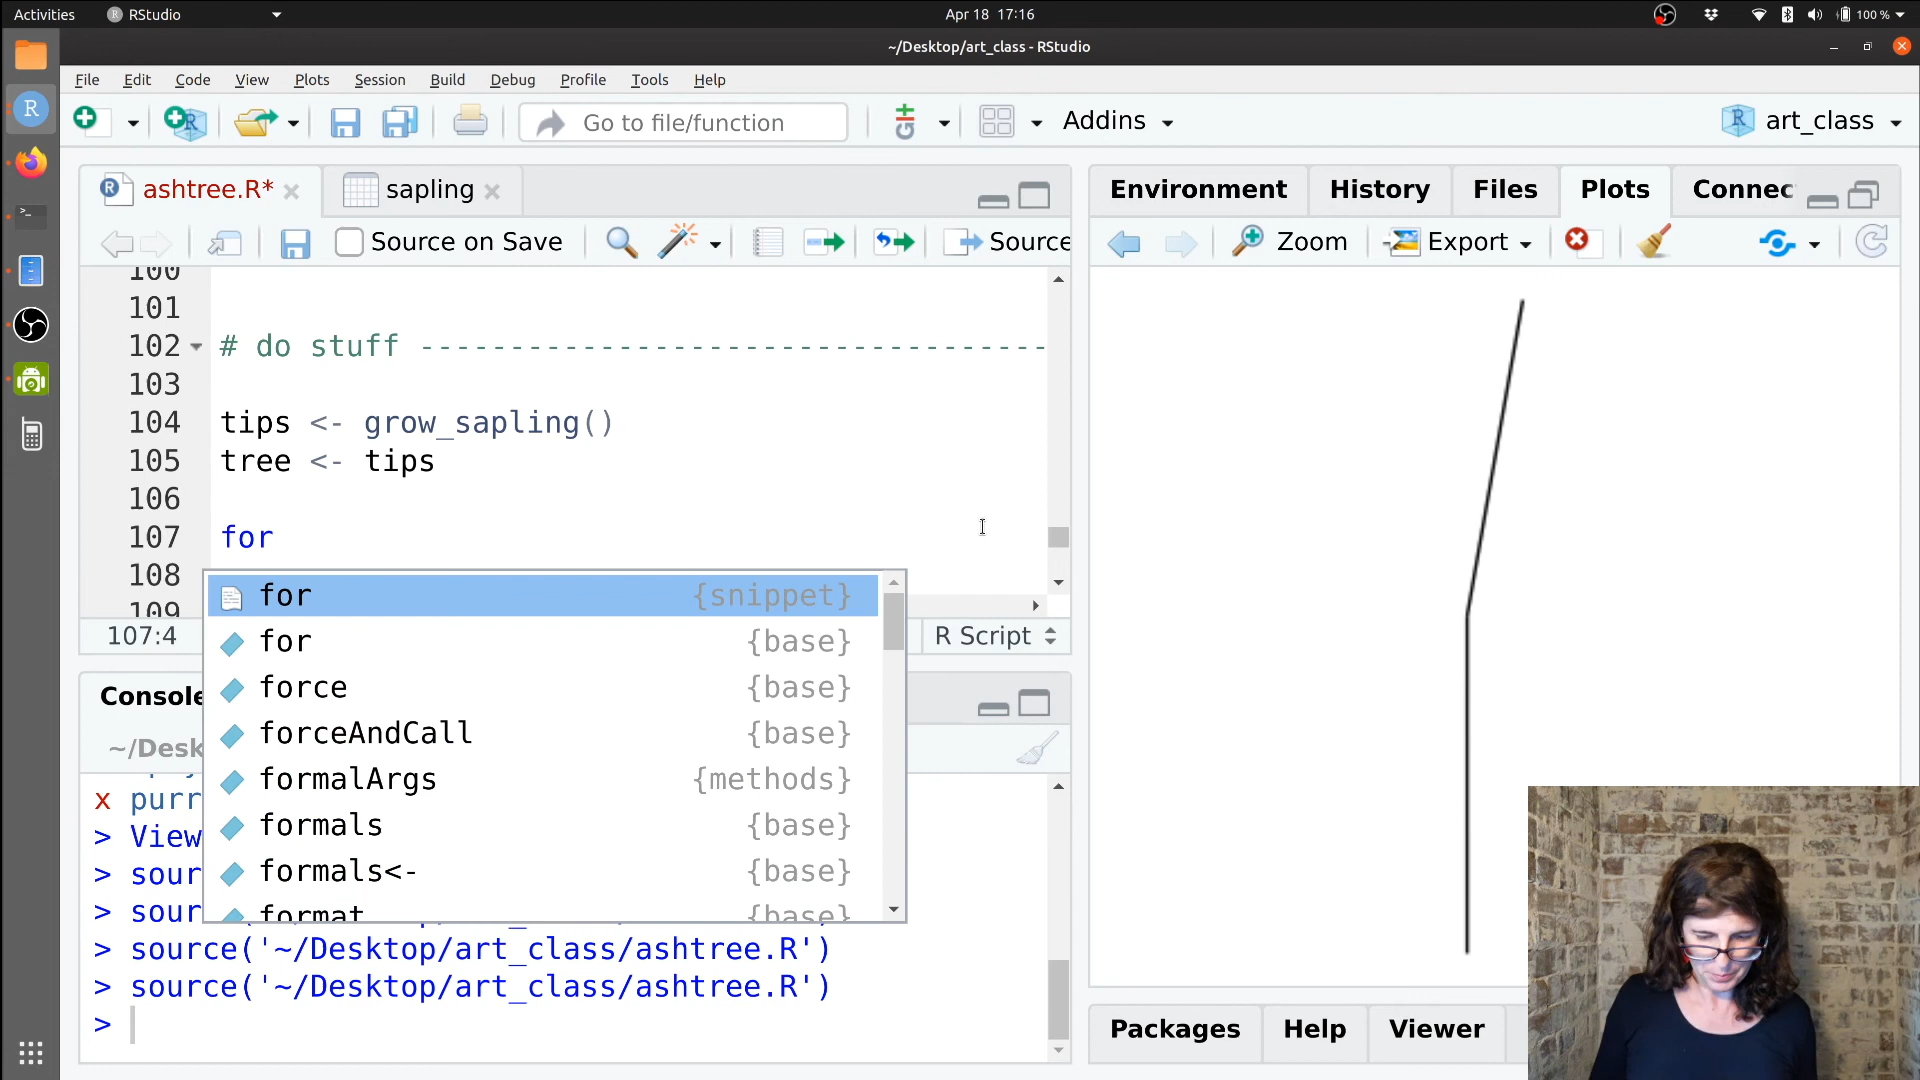 Activities
RStudio
Apr 18 17:16
100 %
~/Desktop/art_class - RStudio
File Edit Code View Plots Session Build Debug Profile Tools Help
Go to file/function
Addins
art_class
ashtree.R*
sapling
Source on Save
Source
100
101
102 # do stuff ------------------------------------
103
104 tips <- grow_sapling()
105 tree <- tips
106
107 for
108
109
for {snippet}
for {base}
force {base}
forceAndCall {base}
formalArgs {methods}
formals {base}
formals<- {base}
format {base}
107:4
R Script
Console
~/Desk
x purr
> View
> sour
> sour
> source('~/Desktop/art_class/ashtree.R')
> source('~/Desktop/art_class/ashtree.R')
>
Environment History Files Plots Connec
Zoom
Export
Packages Help Viewer